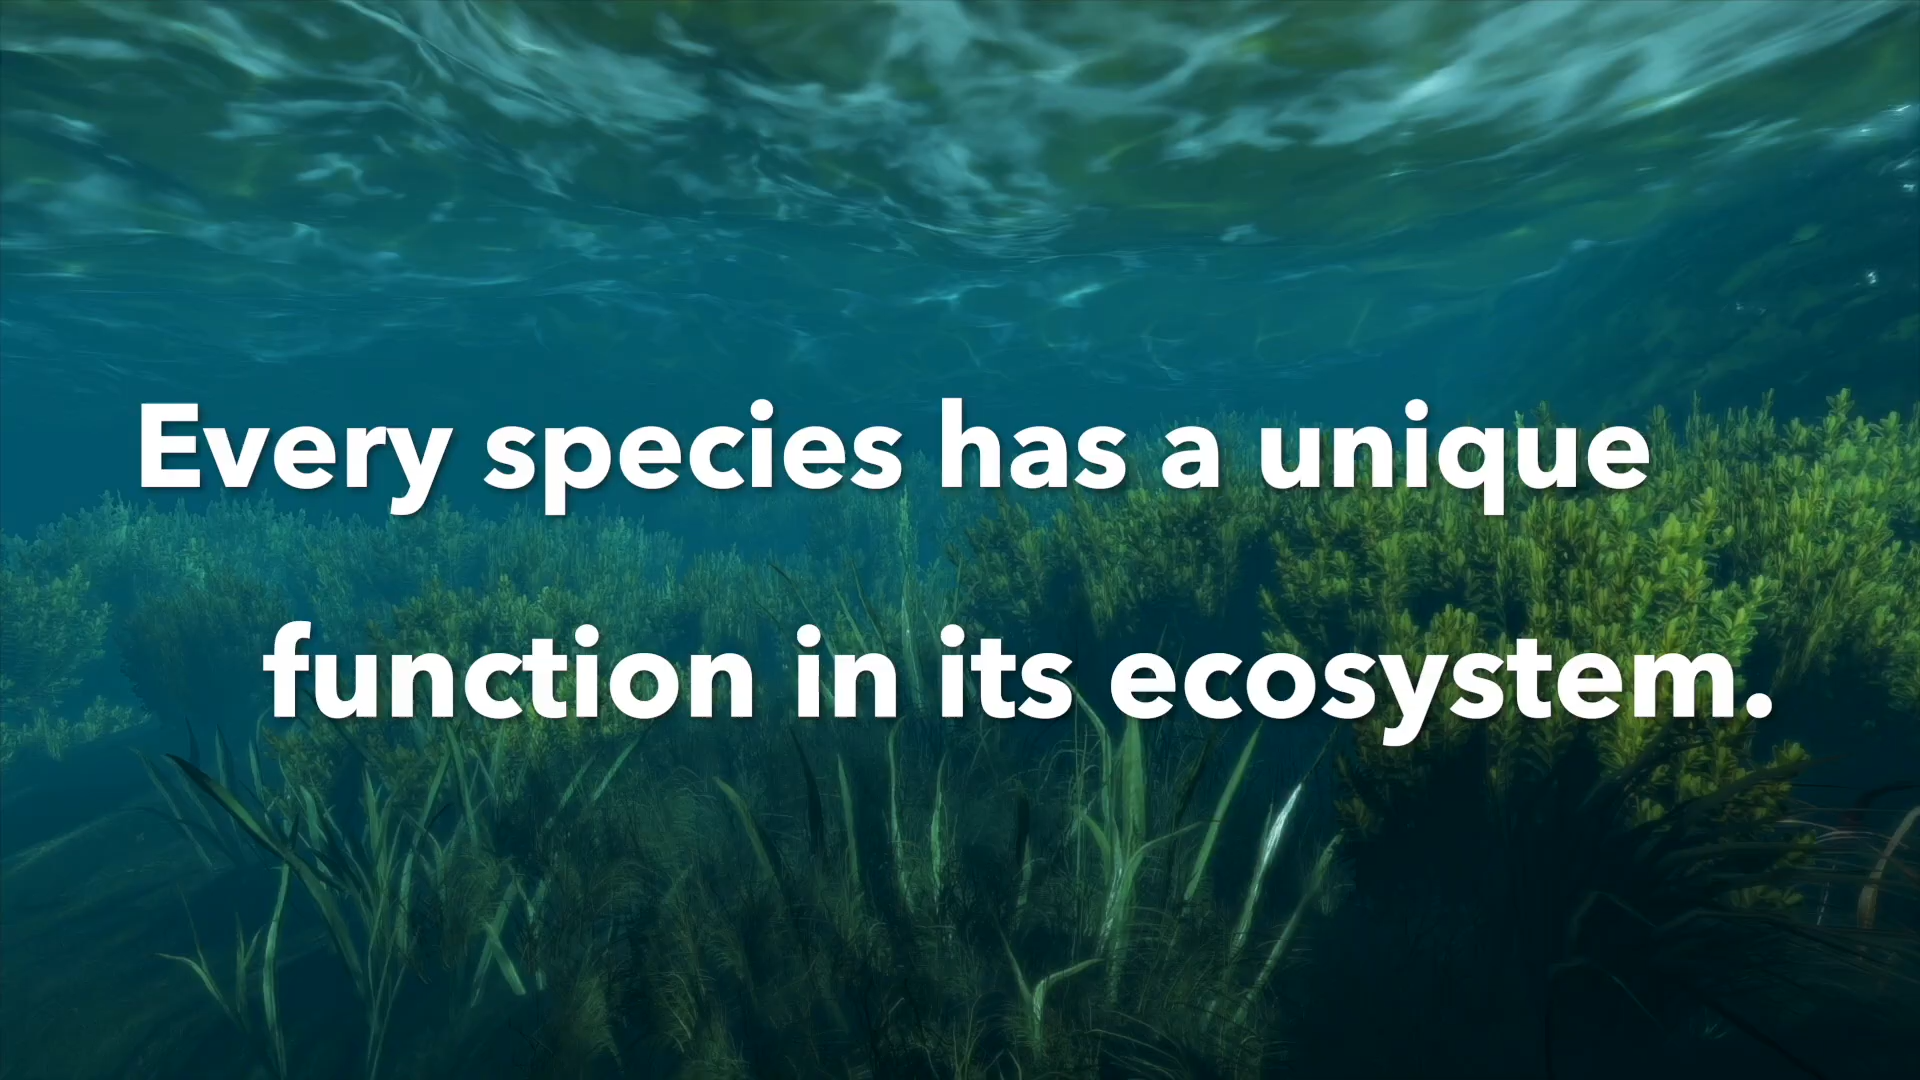 Every species has a unique
function in its ecosystem.